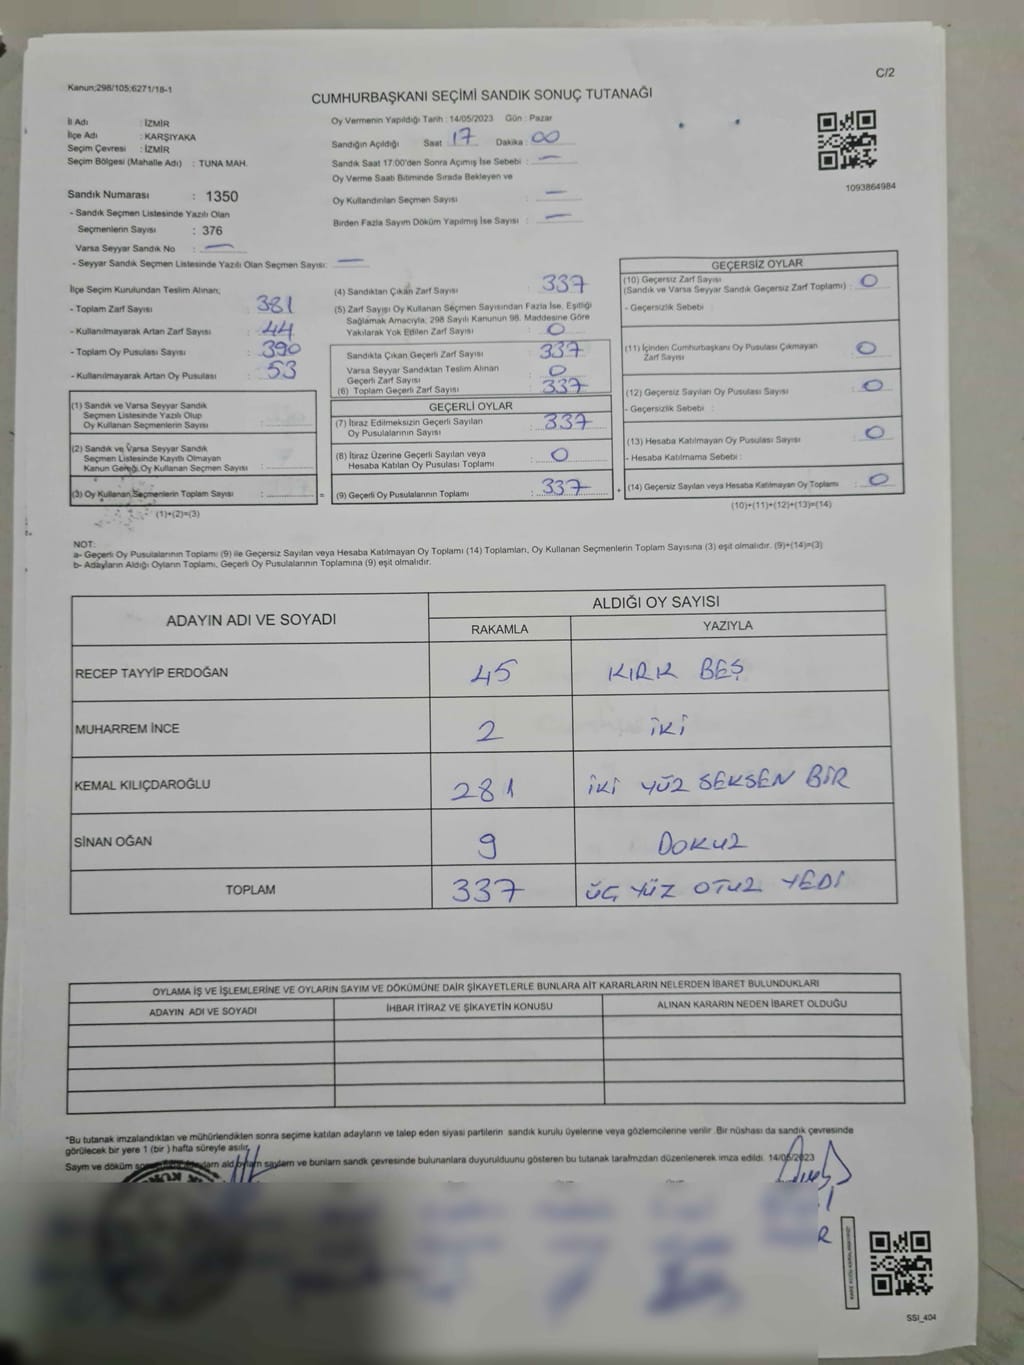 Kanun;298/105;6271/18-1
C/2
CUMHURBAŞKANI SEÇİMİ SANDIK SONUÇ TUTANAĞI
İl Adı : İZMİR
İlçe Adı : KARŞIYAKA
Seçim Çevresi : İZMİR
Seçim Bölgesi (Mahalle Adı) : TUNA MAH.
Sandık Numarası : 1350
- Sandık Seçmen Listesinde Yazılı Olan
Seçmenlerin Sayısı : 376
Varsa Seyyar Sandık No : —
- Seyyar Sandık Seçmen Listesinde Yazılı Olan Seçmen Sayısı: —
Oy Vermenin Yapıldığı Tarih : 14/05/2023 Gün : Pazar
Sandığın Açıldığı Saat : 17 Dakika : 00
Sandık Saat 17:00'den Sonra Açımış İse Sebebi : —
Oy Verme Saati Bitiminde Sırada Bekleyen ve
Oy Kullandırılan Seçmen Sayısı : —
Birden Fazla Sayım Döküm Yapılmış İse Sayısı : —
1093864984
İlçe Seçim Kurulundan Teslim Alınan;
- Toplam Zarf Sayısı : 381
- Kullanılmayarak Artan Zarf Sayısı : 44
- Toplam Oy Pusulası Sayısı : 390
- Kullanılmayarak Artan Oy Pusulası : 53
(1) Sandık ve Varsa Seyyar Sandık
Seçmen Listesinde Yazılı Olup
Oy Kullanan Seçmenlerin Sayısı :
(2) Sandık ve Varsa Seyyar Sandık
Seçmen Listesinde Kayıtlı Olmayan
Kanun Gereği Oy Kullanan Seçmen Sayısı :
(3) Oy Kullanan Seçmenlerin Toplam Sayısı : =
(1)+(2)=(3)
(4) Sandıktan Çıkan Zarf Sayısı : 337
(5) Zarf Sayısı Oy Kullanan Seçmen Sayısından Fazla İse, Eşitliği
Sağlamak Amacıyla, 298 Sayılı Kanunun 98. Maddesine Göre
Yakılarak Yok Edilen Zarf Sayısı : 0
Sandıkta Çıkan Geçerli Zarf Sayısı : 337
Varsa Seyyar Sandıktan Teslim Alınan
Geçerli Zarf Sayısı : 0
(6) Toplam Geçerli Zarf Sayısı : 337
GEÇERLİ OYLAR
(7) İtiraz Edilmeksizin Geçerli Sayılan
Oy Pusulalarının Sayısı : 337
(8) İtiraz Üzerine Geçerli Sayılan veya
Hesaba Katılan Oy Pusulası Toplamı : 0
(9) Geçerli Oy Pusulalarının Toplamı : 337 +
GEÇERSİZ OYLAR
(10) Geçersiz Zarf Sayısı
(Sandık ve Varsa Seyyar Sandık Geçersiz Zarf Toplamı) : 0
- Geçersizlik Sebebi :
(11) İçinden Cumhurbaşkanı Oy Pusulası Çıkmayan
Zarf Sayısı : 0
(12) Geçersiz Sayılan Oy Pusulası Sayısı : 0
- Geçersizlik Sebebi :
(13) Hesaba Katılmayan Oy Pusulası Sayısı : 0
- Hesaba Katılmama Sebebi :
(14) Geçersiz Sayılan veya Hesaba Katılmayan Oy Toplamı : 0
(10)+(11)+(12)+(13)=(14)
NOT:
a- Geçerli Oy Pusulalarının Toplamı (9) ile Geçersiz Sayılan veya Hesaba Katılmayan Oy Toplamı (14) Toplamları, Oy Kullanan Seçmenlerin Toplam Sayısına (3) eşit olmalıdır. (9)+(14)=(3)
b- Adayların Aldığı Oyların Toplamı, Geçerli Oy Pusulalarının Toplamına (9) eşit olmalıdır.
ADAYIN ADI VE SOYADI ALDIĞI OY SAYISI
RAKAMLA YAZIYLA
RECEP TAYYİP ERDOĞAN 45 KIRK BEŞ
MUHARREM İNCE 2 İKİ
KEMAL KILIÇDAROĞLU 281 İKİ YÜZ SEKSEN BİR
SİNAN OĞAN 9 DOKUZ
TOPLAM 337 ÜÇ YÜZ OTUZ YEDİ
OYLAMA İŞ VE İŞLEMLERİNE VE OYLARIN SAYIM VE DÖKÜMÜNE DAİR ŞİKAYETLERLE BUNLARA AİT KARARLARIN NELERDEN İBARET BULUNDUKLARI
ADAYIN ADI VE SOYADI İHBAR İTİRAZ VE ŞİKAYETİN KONUSU ALINAN KARARIN NEDEN İBARET OLDUĞU
*Bu tutanak imzalandıktan ve mühürlendikten sonra seçime katılan adayların ve talep eden siyasi partilerin sandık kurulu üyelerine veya gözlemcilerine verilir. Bir nüshası da sandık çevresinde
görülecek bir yere 1 (bir ) hafta süreyle asılır.
Sayım ve döküm saylarm ve bunlarn sandk çevresinde bulunanlara duyurulduunu gösteren bu tutanak tarafmzdan düzenlenerek imza edildi. 14/05/2023
SSI_404